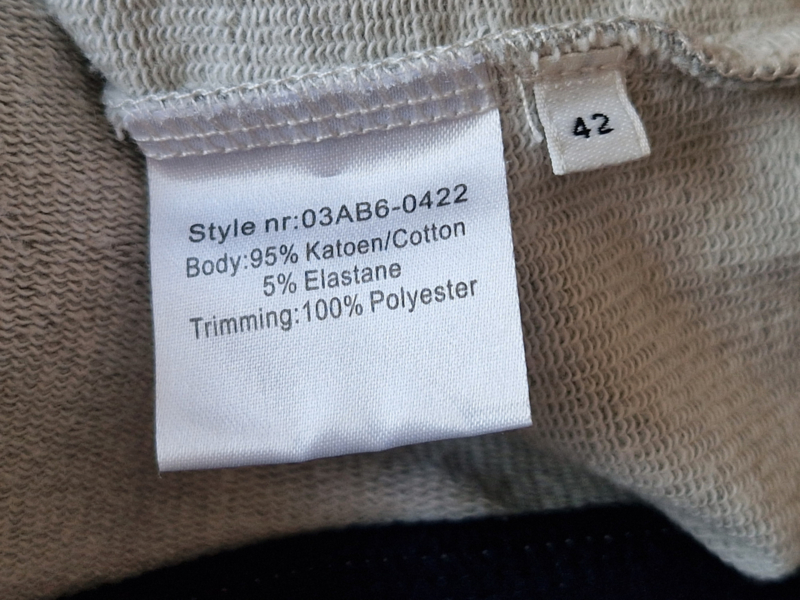 Style nr:03AB6-0422
Body:95% Katoen/Cotton
5% Elastane
Trimming:100% Polyester
42